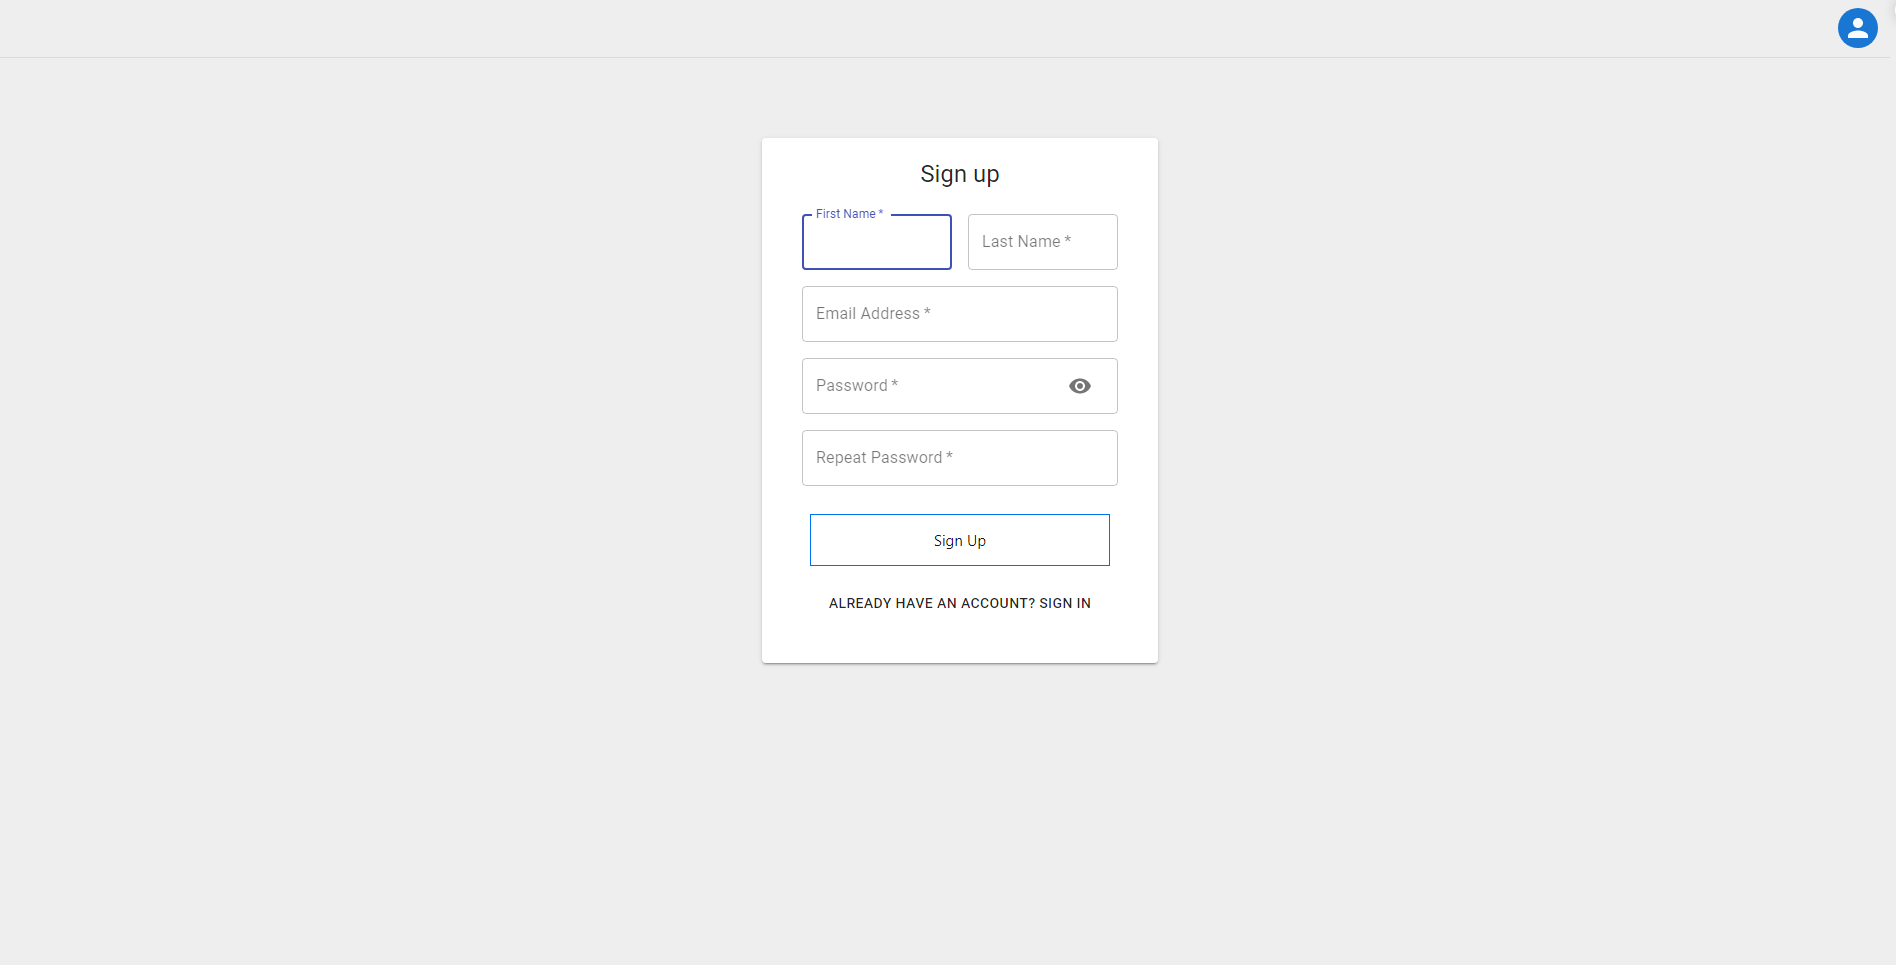 Sign up
First Name *
Last Name *
Email Address *
Password *
Repeat Password *
Sign Up
ALREADY HAVE AN ACCOUNT? SIGN IN